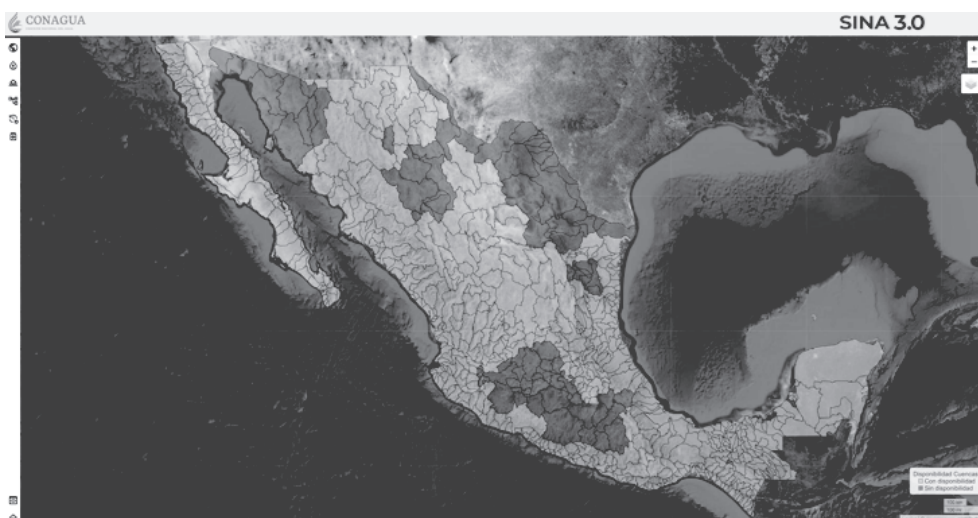 CONAGUA
SINA 3.0
+
−
Disponibilidad Cuencas
Con disponibilidad
Sin disponibilidad